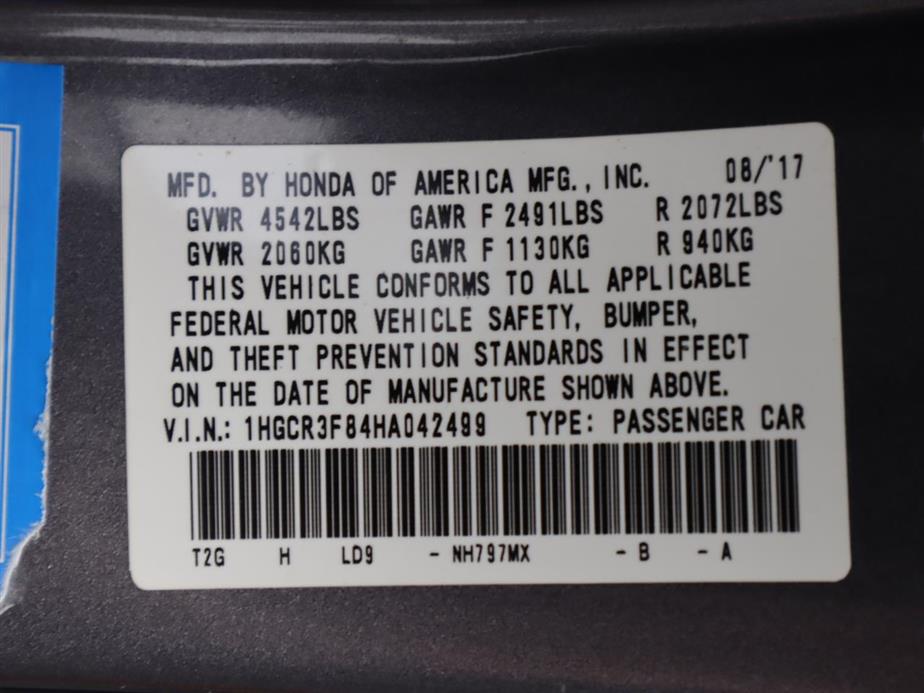 MFD. BY HONDA OF AMERICA MFG., INC. 08/'17
GVWR 4542LBS GAWR F 2491LBS R 2072LBS
GVWR 2060KG GAWR F 1130KG R 940KG
THIS VEHICLE CONFORMS TO ALL APPLICABLE
FEDERAL MOTOR VEHICLE SAFETY, BUMPER,
AND THEFT PREVENTION STANDARDS IN EFFECT
ON THE DATE OF MANUFACTURE SHOWN ABOVE.
V.I.N.: 1HGCR3F84HA042499 TYPE: PASSENGER CAR
T2G H LD9 - NH797MX - B - A